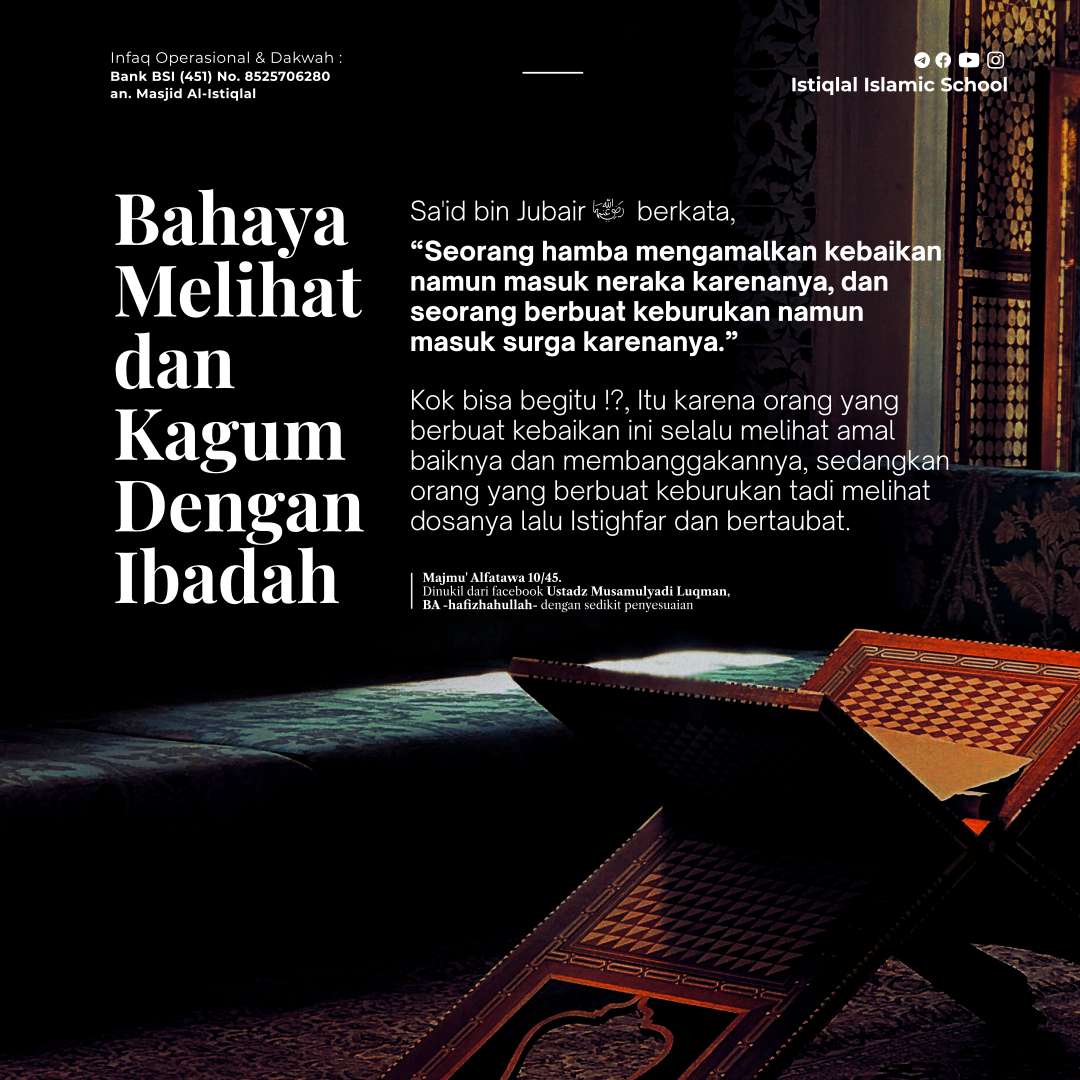 Infaq Operasional & Dakwah :
Bank BSI (451) No. 8525706280
an. Masjid Al-Istiqlal
Istiqlal Islamic School
Bahaya
Melihat
dan
Kagum
Dengan
Ibadah
Sa'id bin Jubair berkata,
“Seorang hamba mengamalkan kebaikan
namun masuk neraka karenanya, dan
seorang berbuat keburukan namun
masuk surga karenanya.”
Kok bisa begitu !?, Itu karena orang yang
berbuat kebaikan ini selalu melihat amal
baiknya dan membanggakannya, sedangkan
orang yang berbuat keburukan tadi melihat
dosanya lalu Istighfar dan bertaubat.
Majmu' Alfatawa 10/45.
Dinukil dari facebook Ustadz Musamulyadi Luqman,
BA -hafizhahullah- dengan sedikit penyesuaian